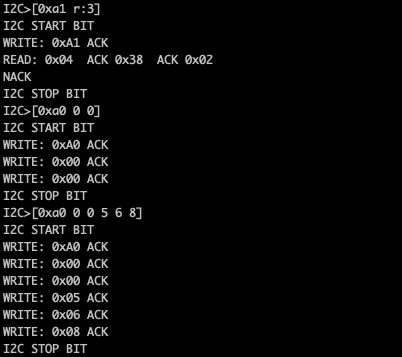 I2C>[0xa1 r:3]
I2C START BIT
WRITE: 0xA1 ACK
READ: 0x04  ACK 0x38  ACK 0x02
NACK
I2C STOP BIT
I2C>[0xa0 0 0]
I2C START BIT
WRITE: 0xA0 ACK
WRITE: 0x00 ACK
WRITE: 0x00 ACK
I2C STOP BIT
I2C>[0xa0 0 0 5 6 8]
I2C START BIT
WRITE: 0xA0 ACK
WRITE: 0x00 ACK
WRITE: 0x00 ACK
WRITE: 0x05 ACK
WRITE: 0x06 ACK
WRITE: 0x08 ACK
I2C STOP BIT